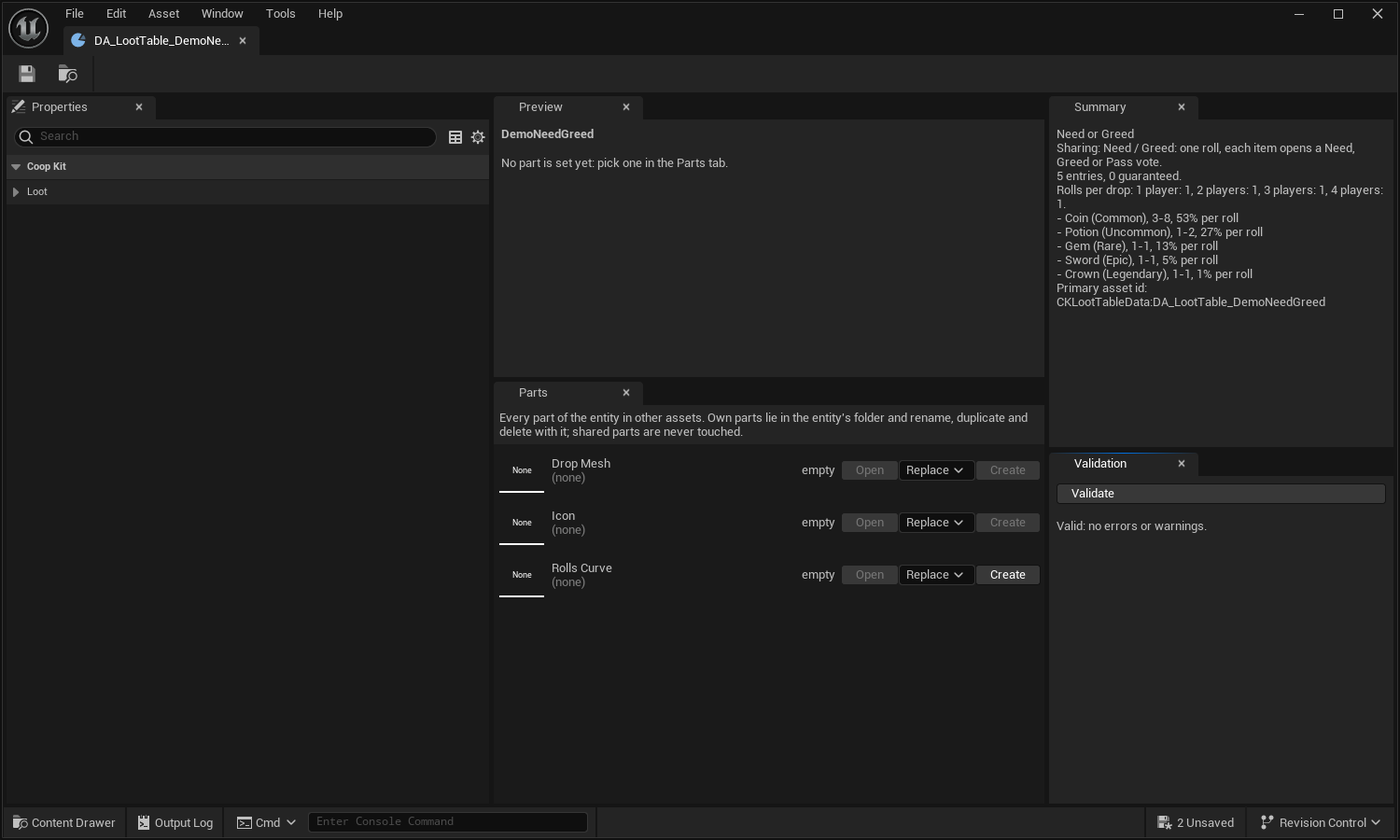 File Edit Asset Window Tools Help
DA_LootTable_DemoNe...
Properties
Search
Coop Kit
Loot
Preview
DemoNeedGreed
No part is set yet: pick one in the Parts tab.
Parts
Every part of the entity in other assets. Own parts lie in the entity's folder and rename, duplicate and
delete with it; shared parts are never touched.
None Drop Mesh (none) empty Open Replace Create
None Icon (none) empty Open Replace Create
None Rolls Curve (none) empty Open Replace Create
Summary
Need or Greed
Sharing: Need / Greed: one roll, each item opens a Need,
Greed or Pass vote.
5 entries, 0 guaranteed.
Rolls per drop: 1 player: 1, 2 players: 1, 3 players: 1, 4 players:
1.
- Coin (Common), 3-8, 53% per roll
- Potion (Uncommon), 1-2, 27% per roll
- Gem (Rare), 1-1, 13% per roll
- Sword (Epic), 1-1, 5% per roll
- Crown (Legendary), 1-1, 1% per roll
Primary asset id:
CKLootTableData:DA_LootTable_DemoNeedGreed
Validation
Validate
Valid: no errors or warnings.
Content Drawer Output Log Cmd Enter Console Command 2 Unsaved Revision Control